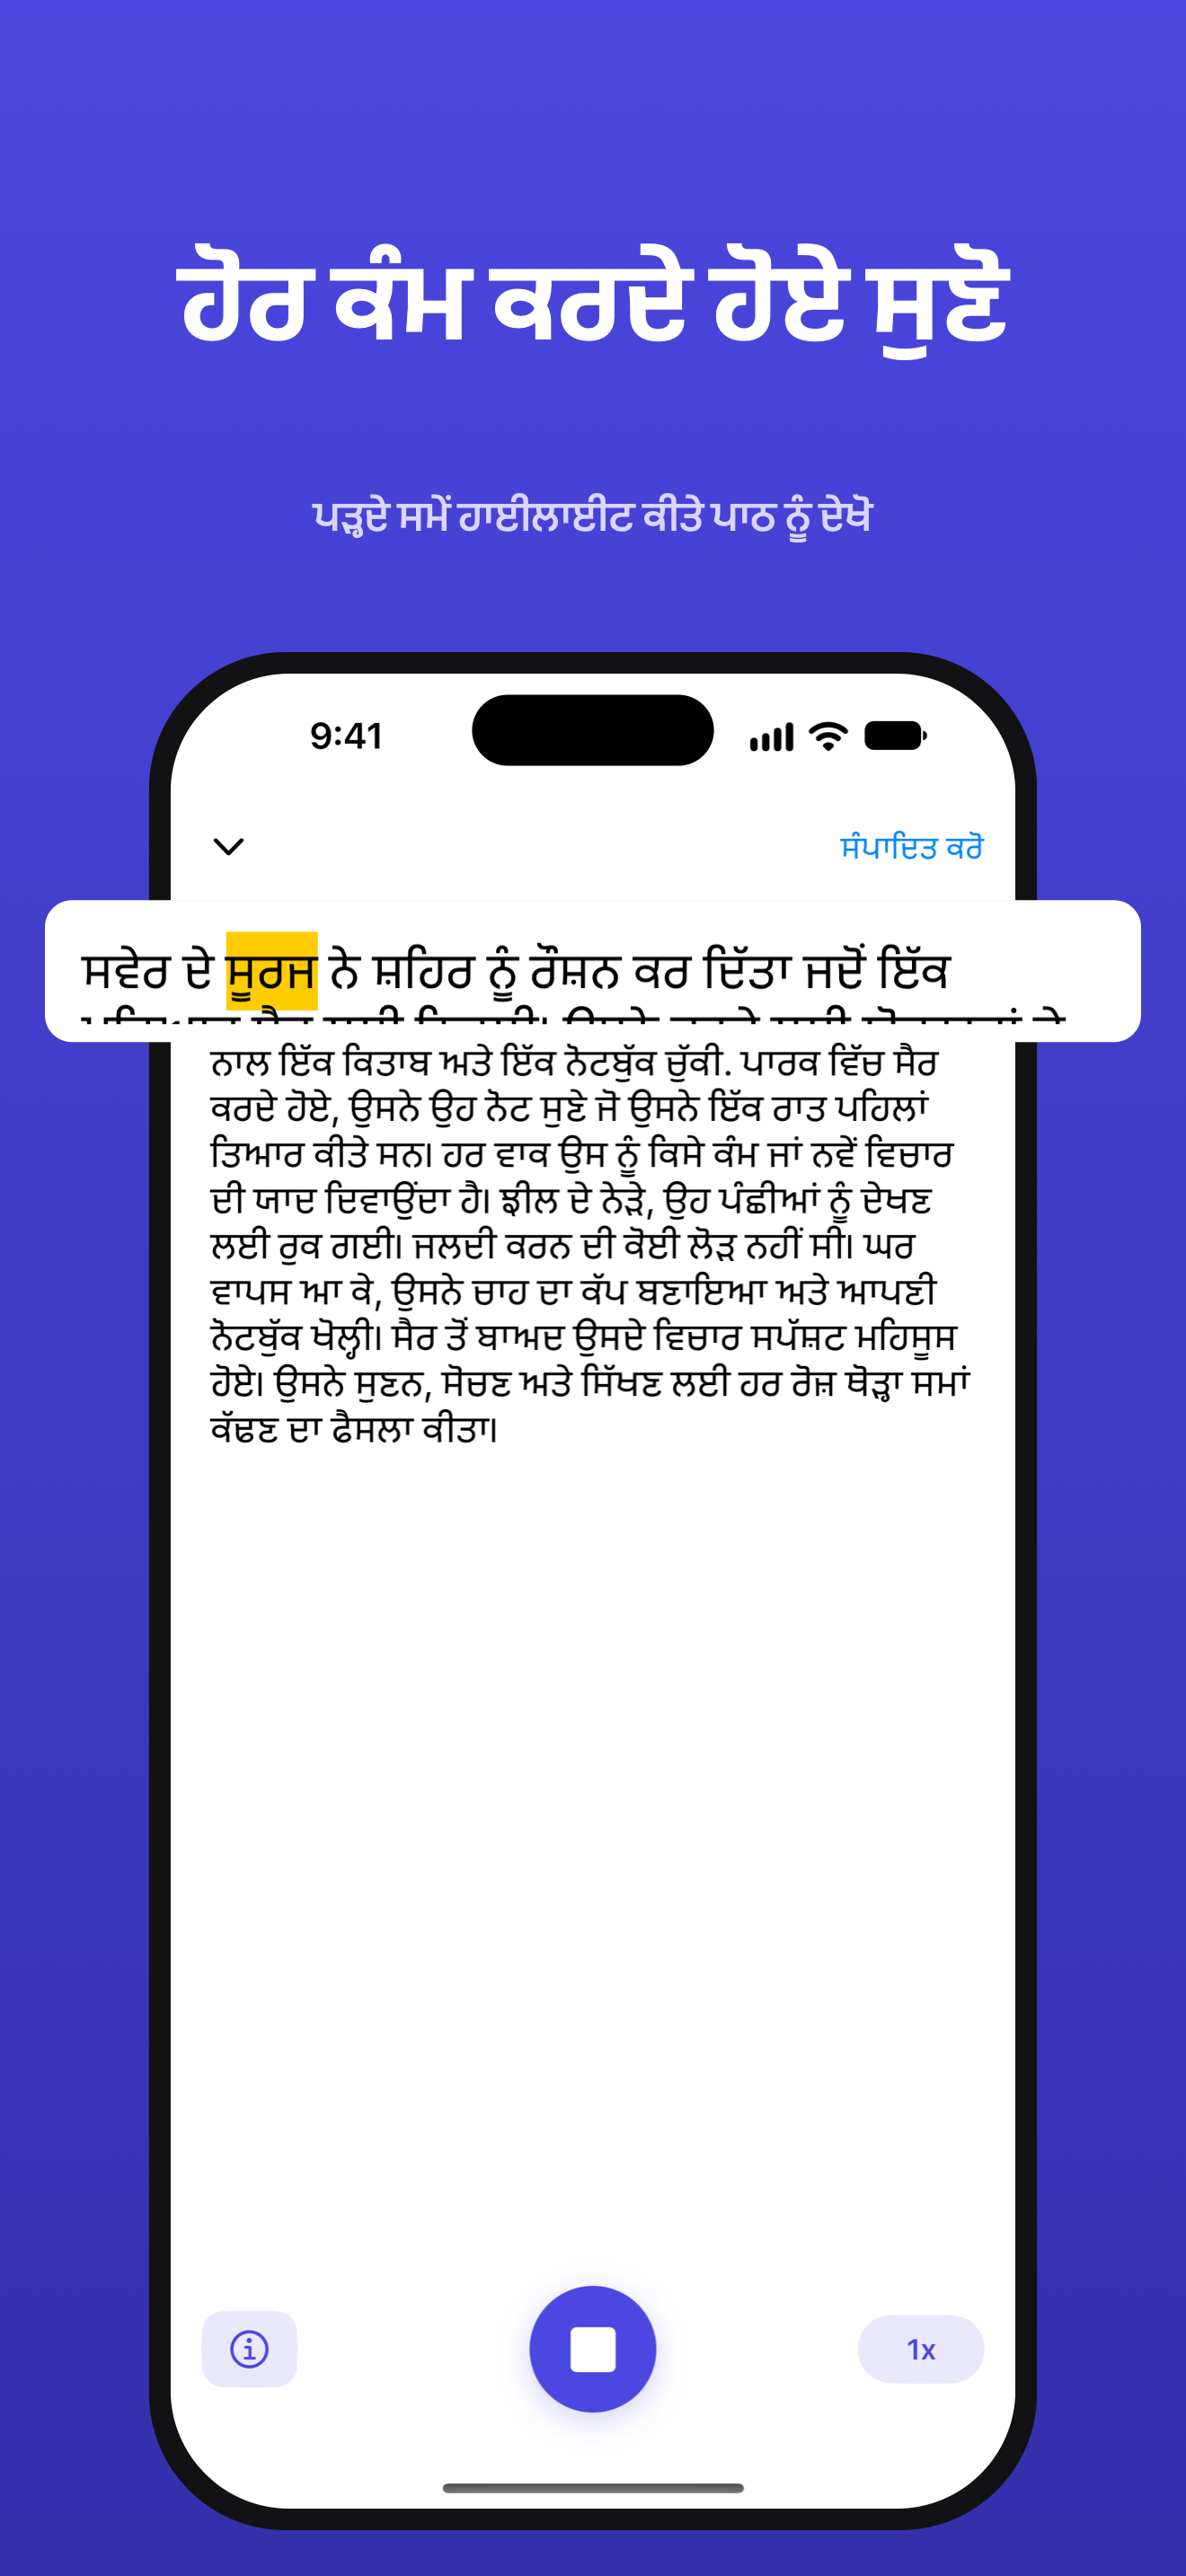 ਹੋਰ ਕੰਮ ਕਰਦੇ ਹੋਏ ਸੁਣੋ
ਪੜ੍ਹਦੇ ਸਮੇਂ ਹਾਈਲਾਈਟ ਕੀਤੇ ਪਾਠ ਨੂੰ ਦੇਖੋ
9:41
ਸੰਪਾਦਿਤ ਕਰੋ
ਸਵੇਰ ਦੇ ਸੂਰਜ ਨੇ ਸ਼ਹਿਰ ਨੂੰ ਰੌਸ਼ਨ ਕਰ ਦਿੱਤਾ ਜਦੋਂ ਇੱਕ
ਨਾਲ ਇੱਕ ਕਿਤਾਬ ਅਤੇ ਇੱਕ ਨੋਟਬੁੱਕ ਚੁੱਕੀ. ਪਾਰਕ ਵਿੱਚ ਸੈਰ
ਕਰਦੇ ਹੋਏ, ਉਸਨੇ ਉਹ ਨੋਟ ਸੁਣੇ ਜੋ ਉਸਨੇ ਇੱਕ ਰਾਤ ਪਹਿਲਾਂ
ਤਿਆਰ ਕੀਤੇ ਸਨ। ਹਰ ਵਾਕ ਉਸ ਨੂੰ ਕਿਸੇ ਕੰਮ ਜਾਂ ਨਵੇਂ ਵਿਚਾਰ
ਦੀ ਯਾਦ ਦਿਵਾਉਂਦਾ ਹੈ। ਝੀਲ ਦੇ ਨੇੜੇ, ਉਹ ਪੰਛੀਆਂ ਨੂੰ ਦੇਖਣ
ਲਈ ਰੁਕ ਗਈ। ਜਲਦੀ ਕਰਨ ਦੀ ਕੋਈ ਲੋੜ ਨਹੀਂ ਸੀ। ਘਰ
ਵਾਪਸ ਆ ਕੇ, ਉਸਨੇ ਚਾਹ ਦਾ ਕੱਪ ਬਣਾਇਆ ਅਤੇ ਆਪਣੀ
ਨੋਟਬੁੱਕ ਖੋਲ੍ਹੀ। ਸੈਰ ਤੋਂ ਬਾਅਦ ਉਸਦੇ ਵਿਚਾਰ ਸਪੱਸ਼ਟ ਮਹਿਸੂਸ
ਹੋਏ। ਉਸਨੇ ਸੁਣਨ, ਸੋਚਣ ਅਤੇ ਸਿੱਖਣ ਲਈ ਹਰ ਰੋਜ਼ ਥੋੜ੍ਹਾ ਸਮਾਂ
ਕੱਢਣ ਦਾ ਫੈਸਲਾ ਕੀਤਾ।
1x